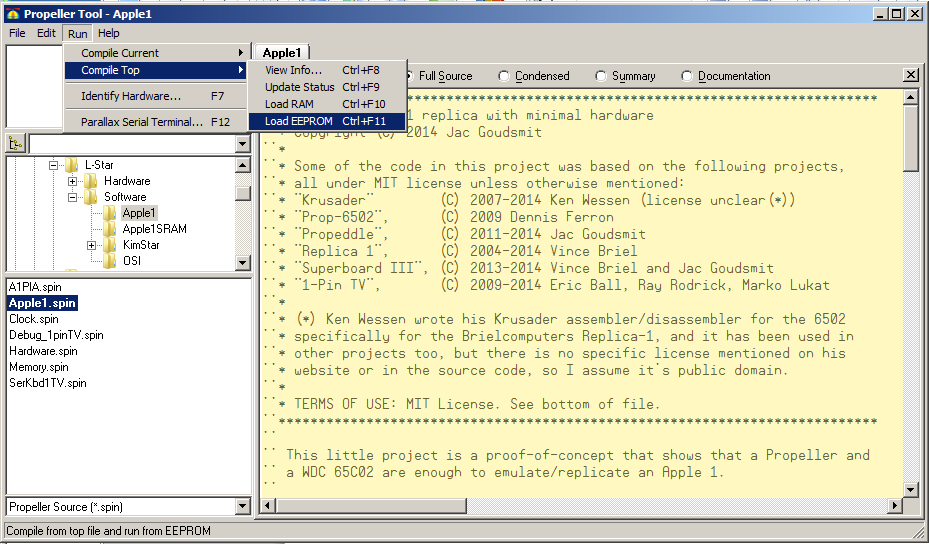 Propeller Tool - Apple1
File Edit Run Help
Compile Current
Compile Top
Identify Hardware... F7
Parallax Serial Terminal... F12
View Info... Ctrl+F8
Update Status Ctrl+F9
Load RAM Ctrl+F10
Load EEPROM Ctrl+F11
Apple1
Full Source Condensed Summary Documentation
L-Star
Hardware
Software
Apple1
Apple1SRAM
KimStar
OSI
A1PIA.spin
Apple1.spin
Clock.spin
Debug_1pinTV.spin
Hardware.spin
Memory.spin
SerKbd1TV.spin
Propeller Source (*.spin)
***********************************************************
1 replica with minimal hardware
''* Copyright (C) 2014 Jac Goudsmit
''*
''* Some of the code in this project was based on the following projects,
''* all under MIT license unless otherwise mentioned:
''* "Krusader" (C) 2007-2014 Ken Wessen (license unclear(*))
''* "Prop-6502", (C) 2009 Dennis Ferron
''* "Propeddle", (C) 2011-2014 Jac Goudsmit
''* "Replica 1", (C) 2004-2014 Vince Briel
''* "Superboard III", (C) 2013-2014 Vince Briel and Jac Goudsmit
''* "1-Pin TV", (C) 2009-2014 Eric Ball, Ray Rodrick, Marko Lukat
''*
''* (*) Ken Wessen wrote his Krusader assembler/disassembler for the 6502
''* specifically for the Brielcomputers Replica-1, and it has been used in
''* other projects too, but there is no specific license mentioned on his
''* website or in the source code, so I assume it's public domain.
''*
''* TERMS OF USE: MIT License. See bottom of file.
''***************************************************************************
''
'' This little project is a proof-of-concept that shows that a Propeller and
'' a WDC 65C02 are enough to emulate/replicate an Apple 1.
''
Compile from top file and run from EEPROM